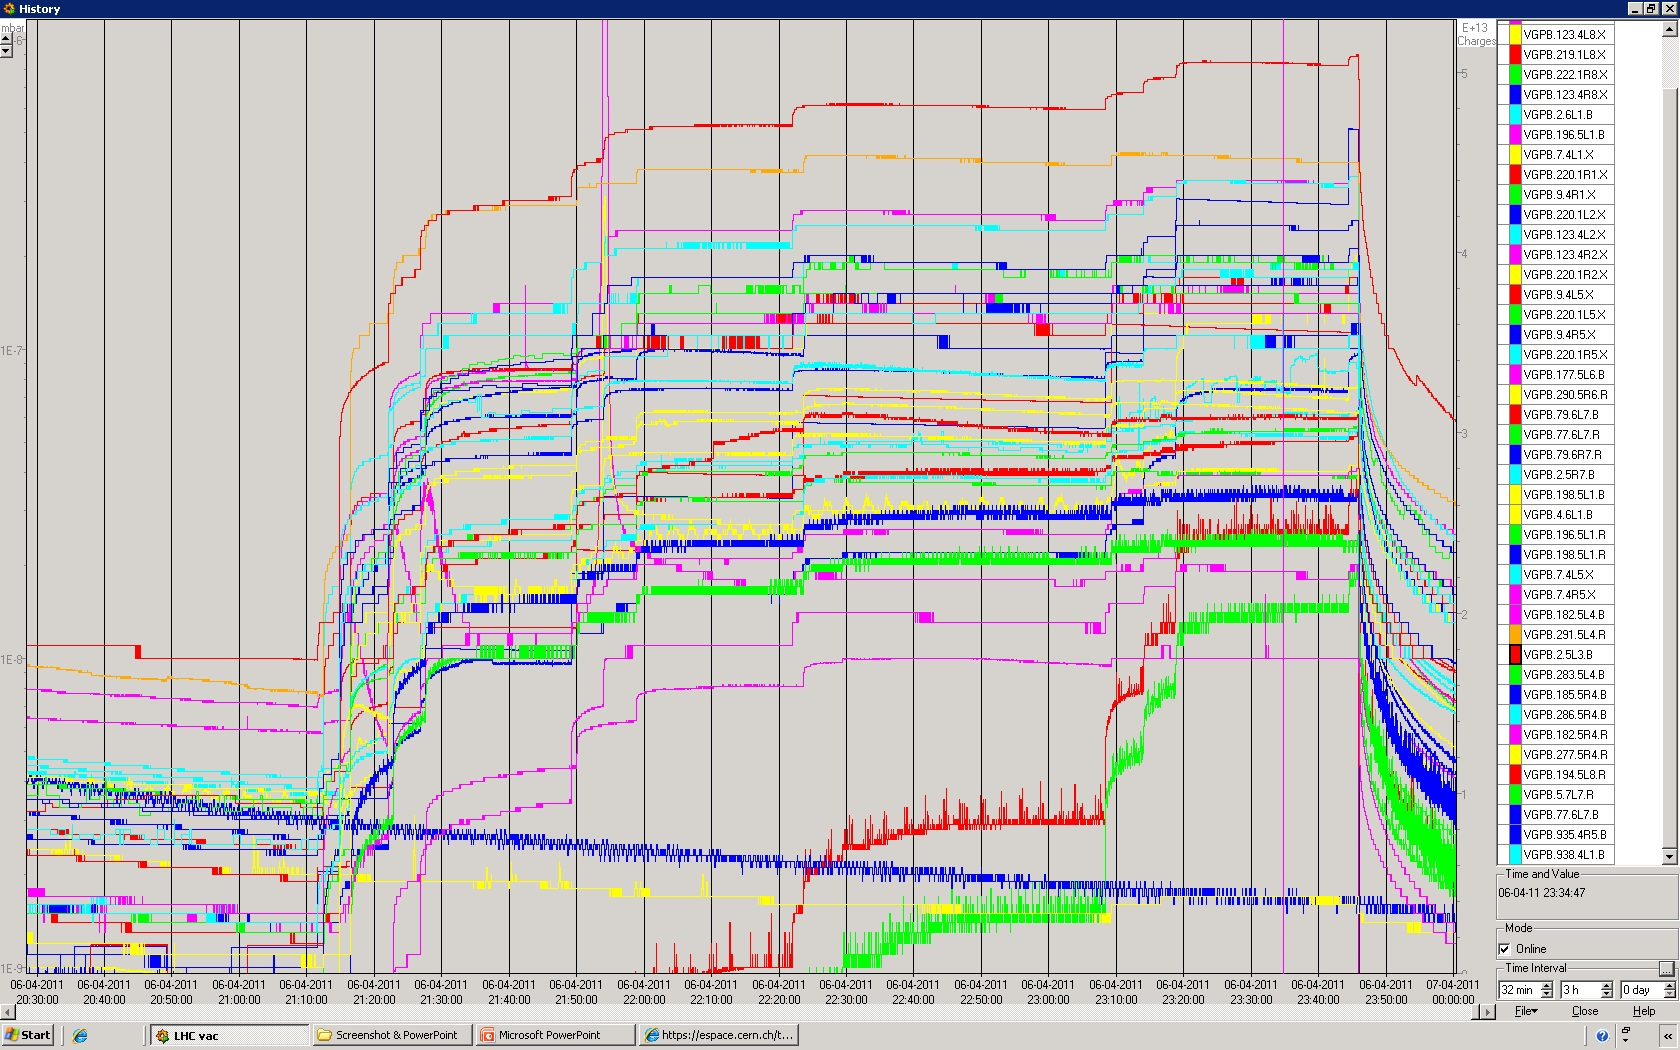 History
mbar
E+13
Charges
-6
5
4
3
2
1
0
1E-7
1E-8
1E-9
06-04-2011 06-04-2011 06-04-2011 06-04-2011 06-04-2011 06-04-2011 06-04-2011 06-04-2011 06-04-2011 06-04-2011 06-04-2011 06-04-2011 06-04-2011 06-04-2011 06-04-2011 06-04-2011 06-04-2011 06-04-2011 06-04-2011 06-04-2011 06-04-2011 07-04-2011
20:30:00 20:40:00 20:50:00 21:00:00 21:10:00 21:20:00 21:30:00 21:40:00 21:50:00 22:00:00 22:10:00 22:20:00 22:30:00 22:40:00 22:50:00 23:00:00 23:10:00 23:20:00 23:30:00 23:40:00 23:50:00 00:00:00
VGPB.123.4L8.X
VGPB.219.1L8.X
VGPB.222.1R8.X
VGPB.123.4R8.X
VGPB.2.6L1.B
VGPB.196.5L1.B
VGPB.7.4L1.X
VGPB.220.1R1.X
VGPB.9.4R1.X
VGPB.220.1L2.X
VGPB.123.4L2.X
VGPB.123.4R2.X
VGPB.220.1R2.X
VGPB.9.4L5.X
VGPB.220.1L5.X
VGPB.9.4R5.X
VGPB.220.1R5.X
VGPB.177.5L6.B
VGPB.290.5R6.R
VGPB.79.6L7.B
VGPB.77.6L7.R
VGPB.79.6R7.R
VGPB.2.5R7.B
VGPB.198.5L1.B
VGPB.4.6L1.B
VGPB.196.5L1.R
VGPB.198.5L1.R
VGPB.7.4L5.X
VGPB.7.4R5.X
VGPB.182.5L4.B
VGPB.291.5L4.R
VGPB.2.5L3.B
VGPB.283.5L4.B
VGPB.185.5R4.B
VGPB.286.5R4.B
VGPB.182.5R4.R
VGPB.277.5R4.R
VGPB.194.5L8.R
VGPB.5.7L7.R
VGPB.77.6L7.B
VGPB.935.4R5.B
VGPB.938.4L1.B
Time and Value
06-04-11 23:34:47
Mode
Online
Time Interval
...
32 min 3 h 0 day
File Close Help
Start LHC vac Screenshot & PowerPoint Microsoft PowerPoint https://espace.cern.ch/t...